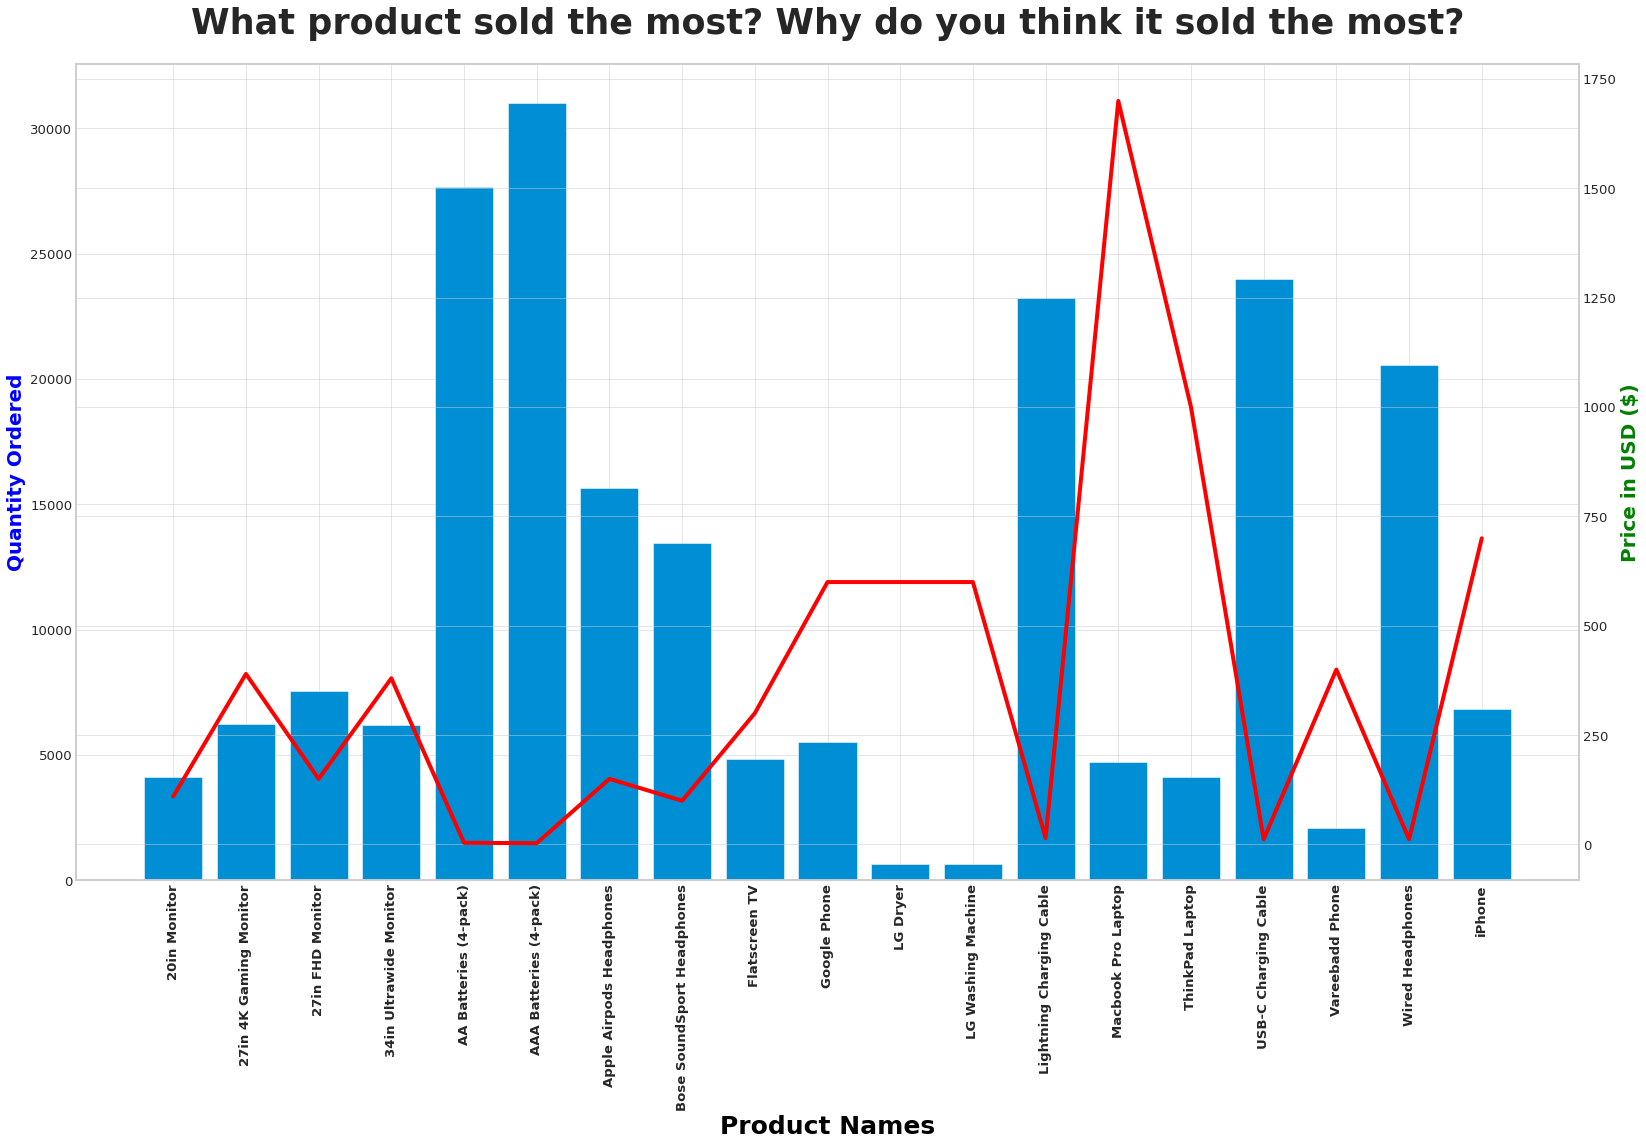 What product sold the most? Why do you think it sold the most?
Quantity Ordered
30000
25000
20000
15000
10000
5000
0
1750
1500
1250
1000
750
500
250
0
Price in USD ($)
20in Monitor
27in 4K Gaming Monitor
27in FHD Monitor
34in Ultrawide Monitor
AA Batteries (4-pack)
AAA Batteries (4-pack)
Apple Airpods Headphones
Bose SoundSport Headphones
Flatscreen TV
Google Phone
LG Dryer
LG Washing Machine
Lightning Charging Cable
Macbook Pro Laptop
ThinkPad Laptop
USB-C Charging Cable
Vareebadd Phone
Wired Headphones
iPhone
Product Names